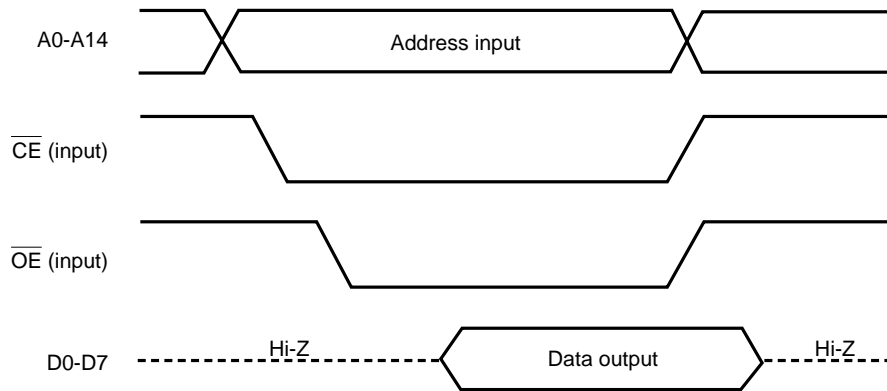 A0-A14
Address input
CE (input)
OE (input)
D0-D7
Hi-Z
Data output
Hi-Z